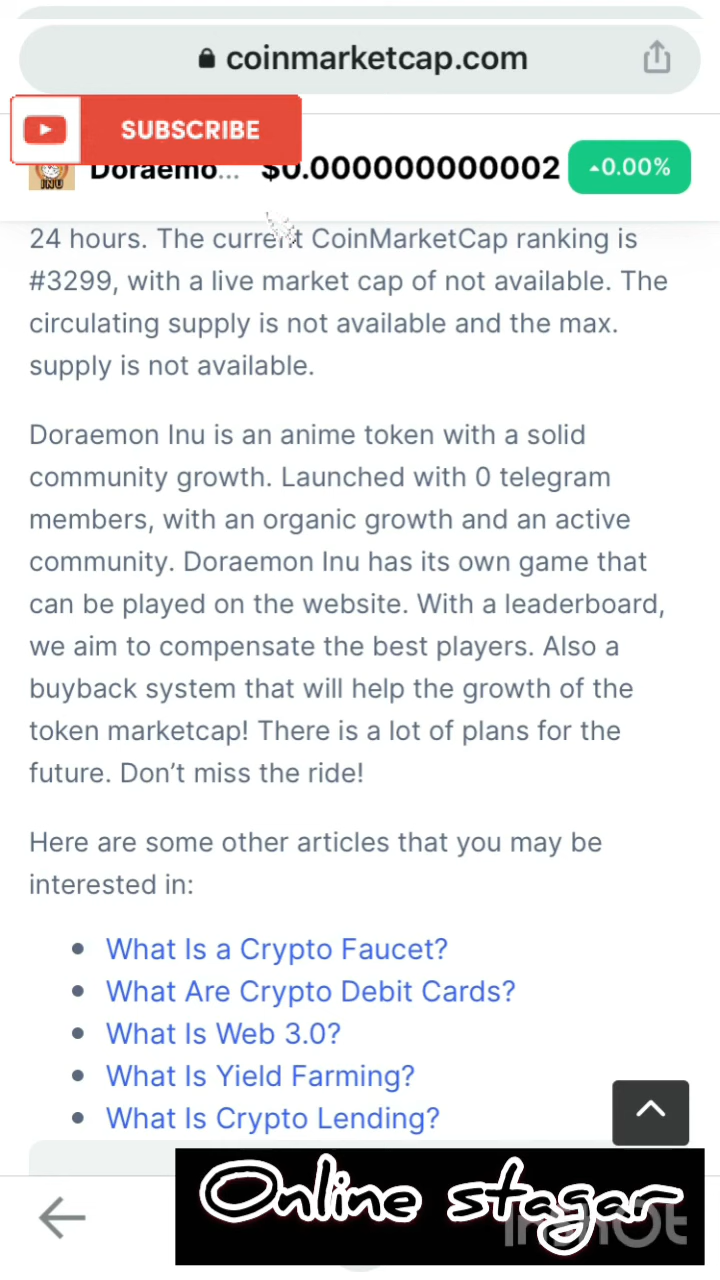 coinmarketcap.com
SUBSCRIBE
INU Doraemo... $0.000000000002 0.00%
24 hours. The current CoinMarketCap ranking is
#3299, with a live market cap of not available. The
circulating supply is not available and the max.
supply is not available.
Doraemon Inu is an anime token with a solid
community growth. Launched with 0 telegram
members, with an organic growth and an active
community. Doraemon Inu has its own game that
can be played on the website. With a leaderboard,
we aim to compensate the best players. Also a
buyback system that will help the growth of the
token marketcap! There is a lot of plans for the
future. Don’t miss the ride!
Here are some other articles that you may be
interested in:
What Is a Crypto Faucet?
What Are Crypto Debit Cards?
What Is Web 3.0?
What Is Yield Farming?
What Is Crypto Lending?
Online stagar